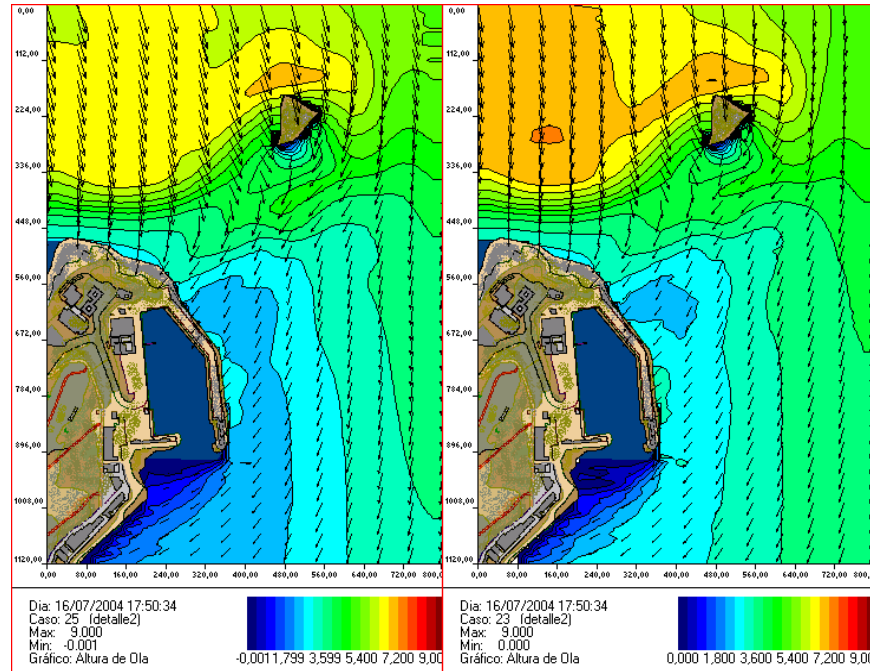 0,00
112,00
224,00
336,00
448,00
560,00
672,00
784,00
896,00
1008,00
1120,00
0,00 80,00 160,00 240,00 320,00 400,00 480,00 560,00 640,00 720,00 800,0
Dia: 16/07/2004 17:50:34
Caso: 25 (detalle2)
Max: 9.000
Min: -0.001
Gráfico: Altura de Ola
-0,001 1,799 3,599 5,400 7,200 9,00
0,00
112,00
224,00
336,00
448,00
560,00
672,00
784,00
896,00
1008,00
1120,00
0,00 80,00 160,00 240,00 320,00 400,00 480,00 560,00 640,00 720,00 800,0
Dia: 16/07/2004 17:50:34
Caso: 23 (detalle2)
Max: 9.000
Min: 0.000
Gráfico: Altura de Ola
0,000 1,800 3,600 5,400 7,200 9,00